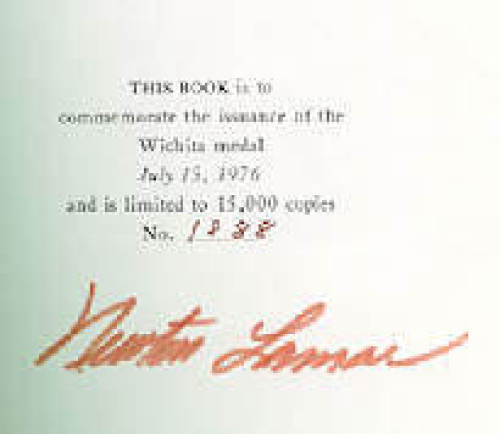 THIS BOOK is to
commemorate the issuance of the
Wichita medal
July 15, 1976
and is limited to 15,000 copies
No. 1888
Newton Lamar